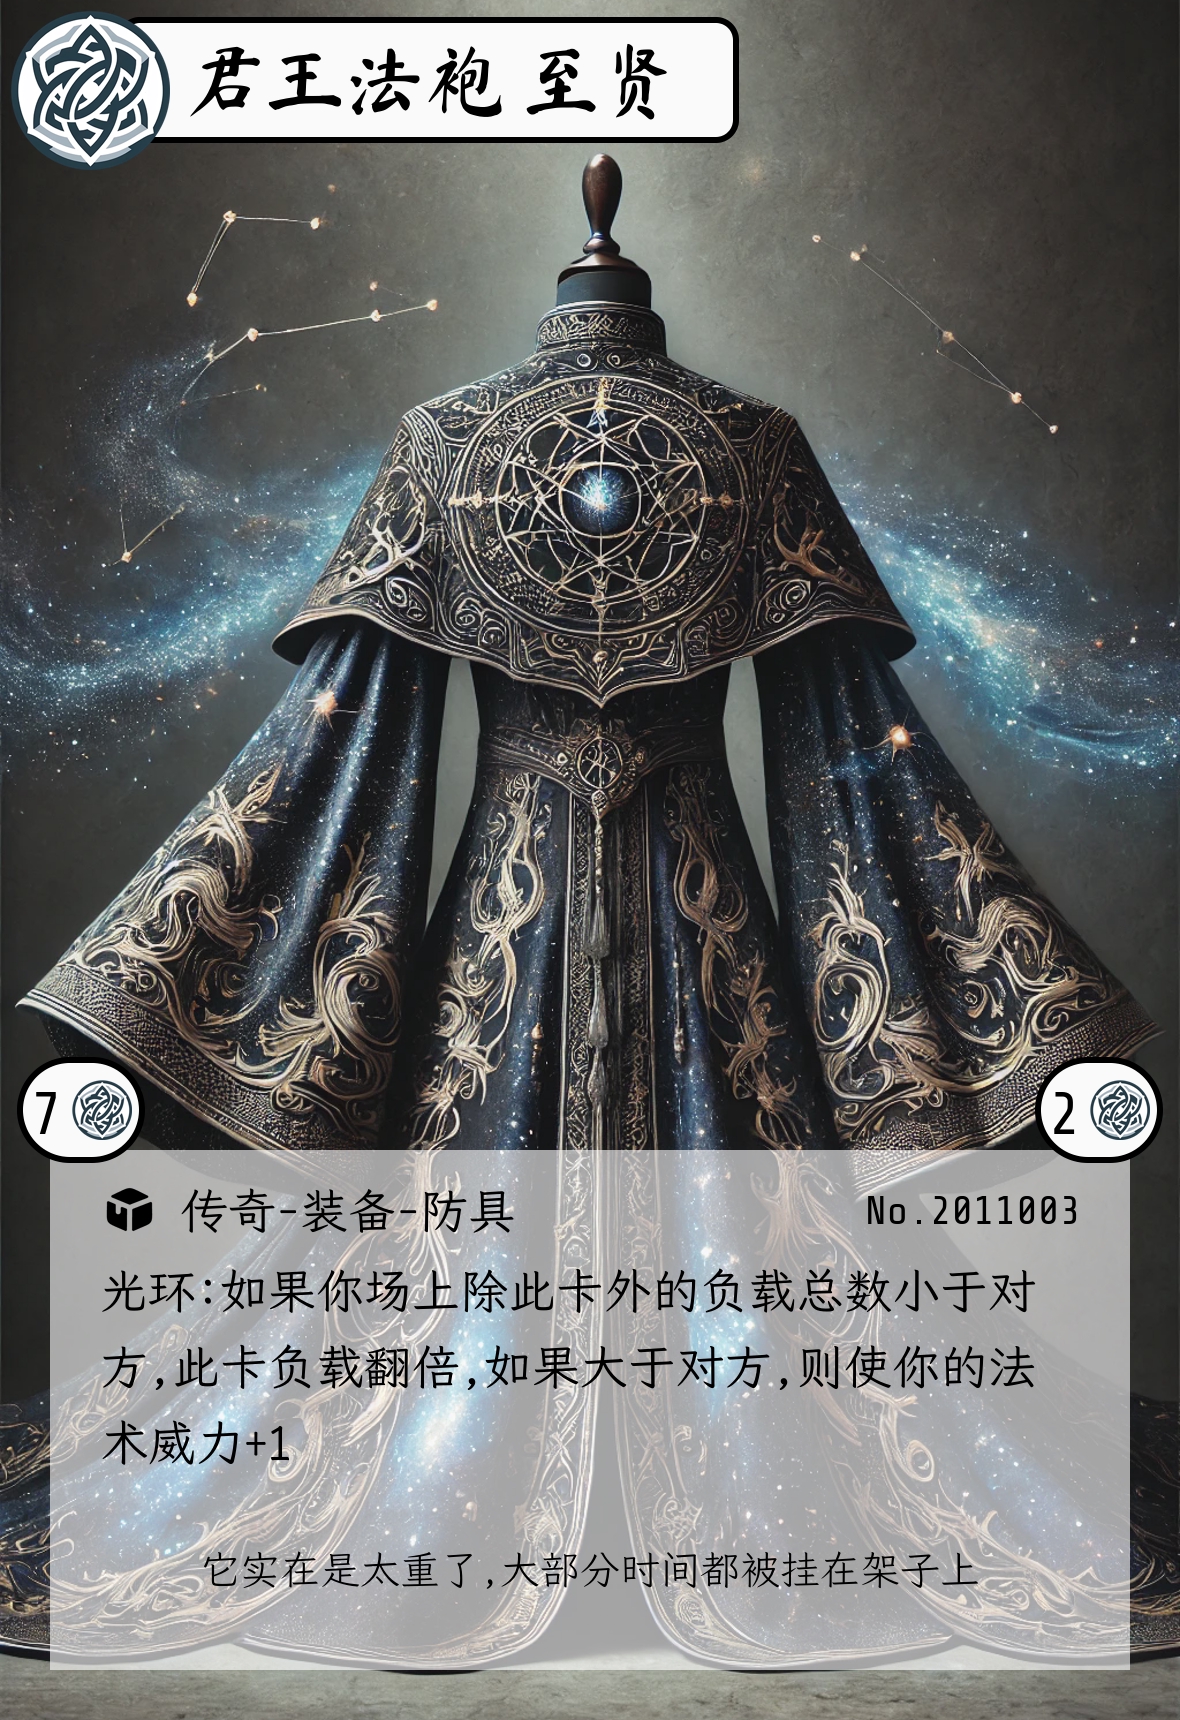 君王法袍 至贤
7
2
传奇-装备-防具
No.2011003
光环:如果你场上除此卡外的负载总数小于对
方,此卡负载翻倍,如果大于对方,则使你的法
术威力+1
它实在是太重了,大部分时间都被挂在架子上